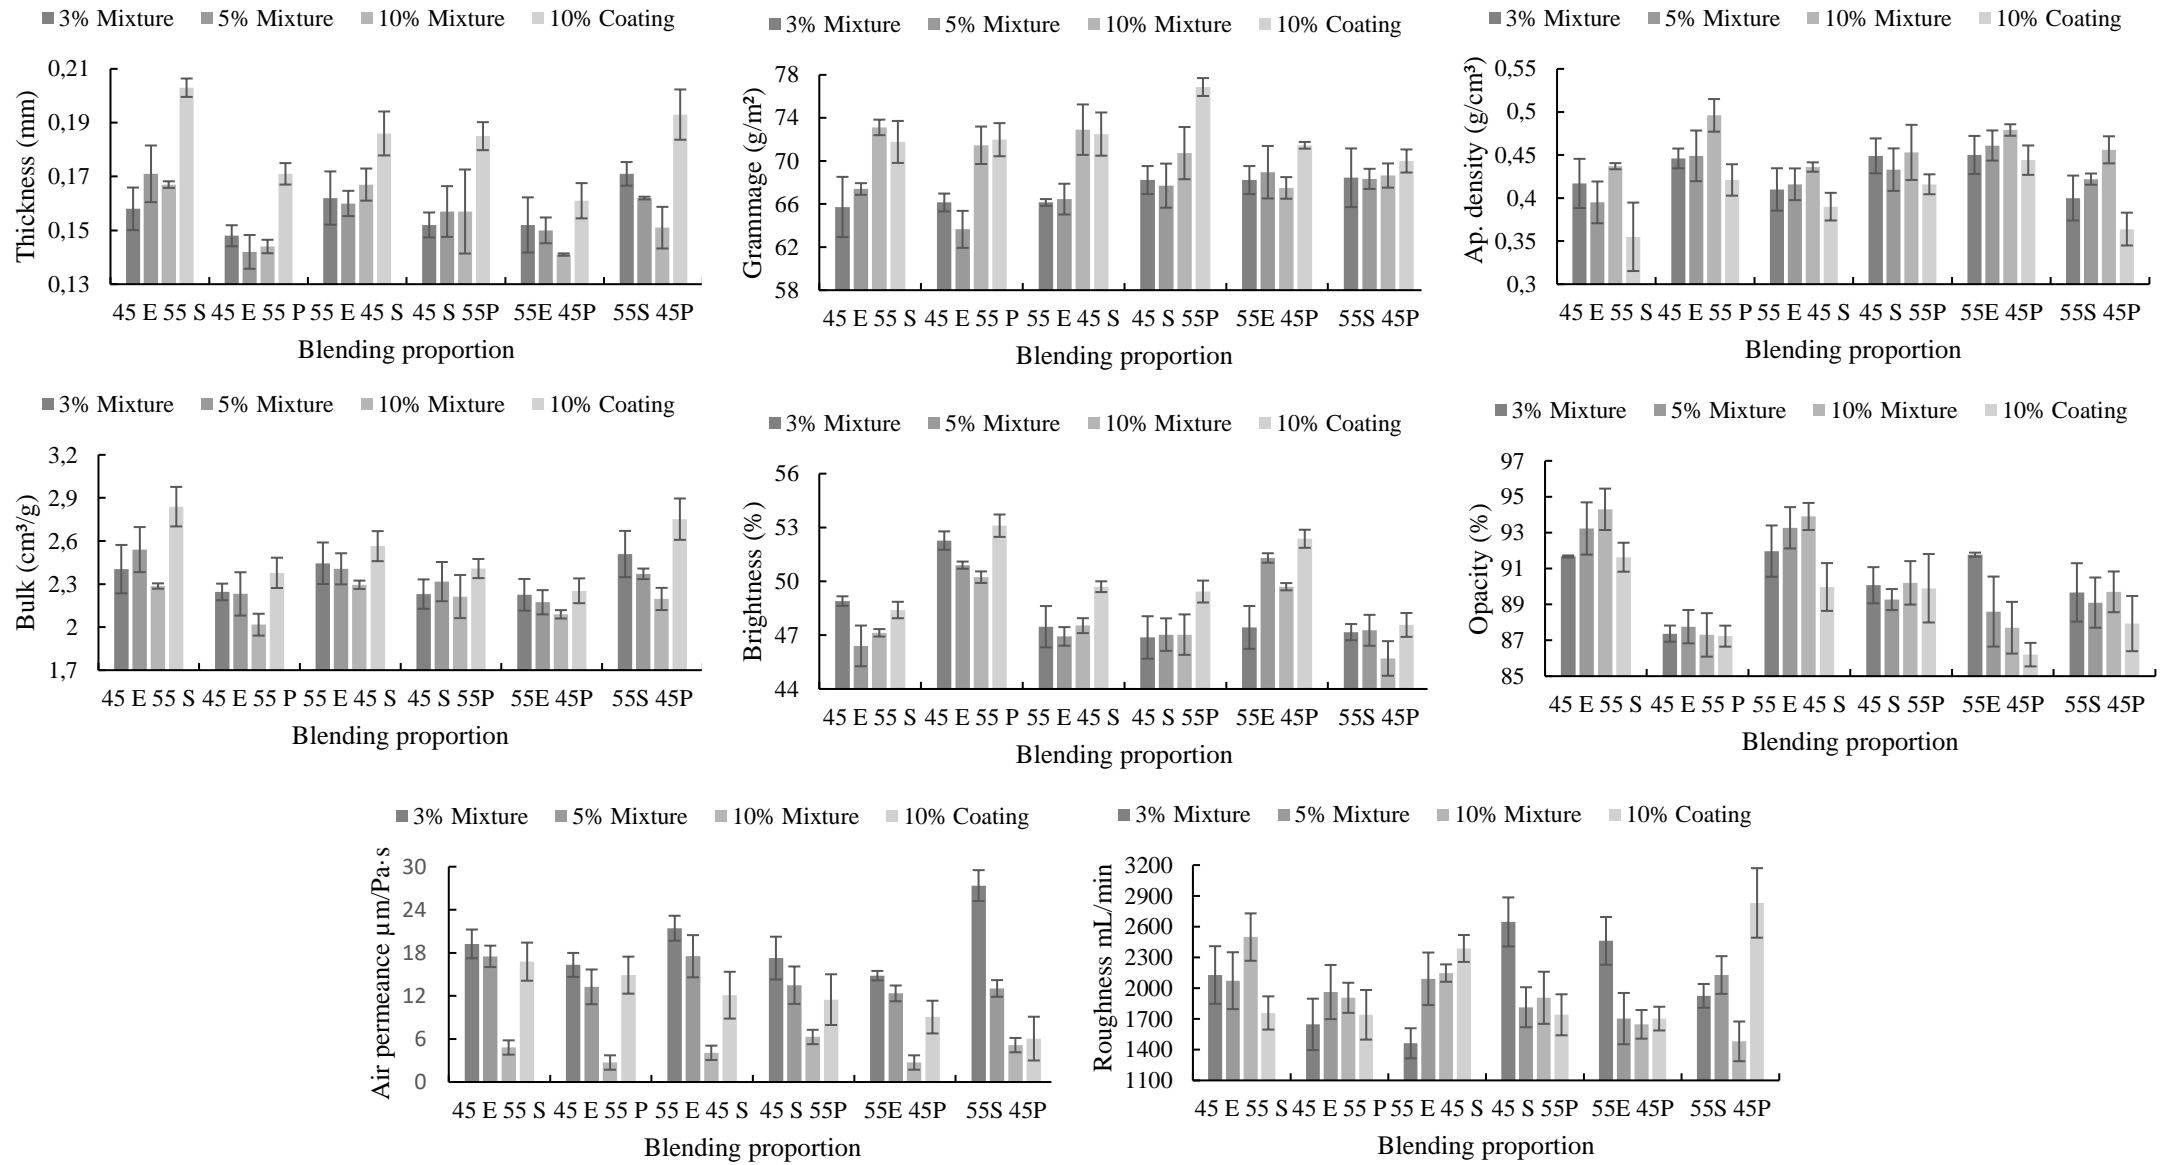 3% Mixture 5% Mixture 10% Mixture 10% Coating
Thickness (mm)
0,21
0,19
0,17
0,15
0,13
45 E 55 S 45 E 55 P 55 E 45 S 45 S 55P 55E 45P 55S 45P
Blending proportion
3% Mixture 5% Mixture 10% Mixture 10% Coating
Grammage (g/m²)
78
74
70
66
62
58
45 E 55 S 45 E 55 P 55 E 45 S 45 S 55P 55E 45P 55S 45P
Blending proportion
3% Mixture 5% Mixture 10% Mixture 10% Coating
Ap. density (g/cm³)
0,55
0,5
0,45
0,4
0,35
0,3
45 E 55 S 45 E 55 P 55 E 45 S 45 S 55P 55E 45P 55S 45P
Blending proportion
3% Mixture 5% Mixture 10% Mixture 10% Coating
Bulk (cm³/g)
3,2
2,9
2,6
2,3
2
1,7
45 E 55 S 45 E 55 P 55 E 45 S 45 S 55P 55E 45P 55S 45P
Blending proportion
3% Mixture 5% Mixture 10% Mixture 10% Coating
Brightness (%)
56
53
50
47
44
45 E 55 S 45 E 55 P 55 E 45 S 45 S 55P 55E 45P 55S 45P
Blending proportion
3% Mixture 5% Mixture 10% Mixture 10% Coating
Opacity (%)
97
95
93
91
89
87
85
45 E 55 S 45 E 55 P 55 E 45 S 45 S 55P 55E 45P 55S 45P
Blending proportion
3% Mixture 5% Mixture 10% Mixture 10% Coating
Air permeance µm/Pa·s
30
24
18
12
6
0
45 E 55 S 45 E 55 P 55 E 45 S 45 S 55P 55E 45P 55S 45P
Blending proportion
3% Mixture 5% Mixture 10% Mixture 10% Coating
Roughness mL/min
3200
2900
2600
2300
2000
1700
1400
1100
45 E 55 S 45 E 55 P 55 E 45 S 45 S 55P 55E 45P 55S 45P
Blending proportion